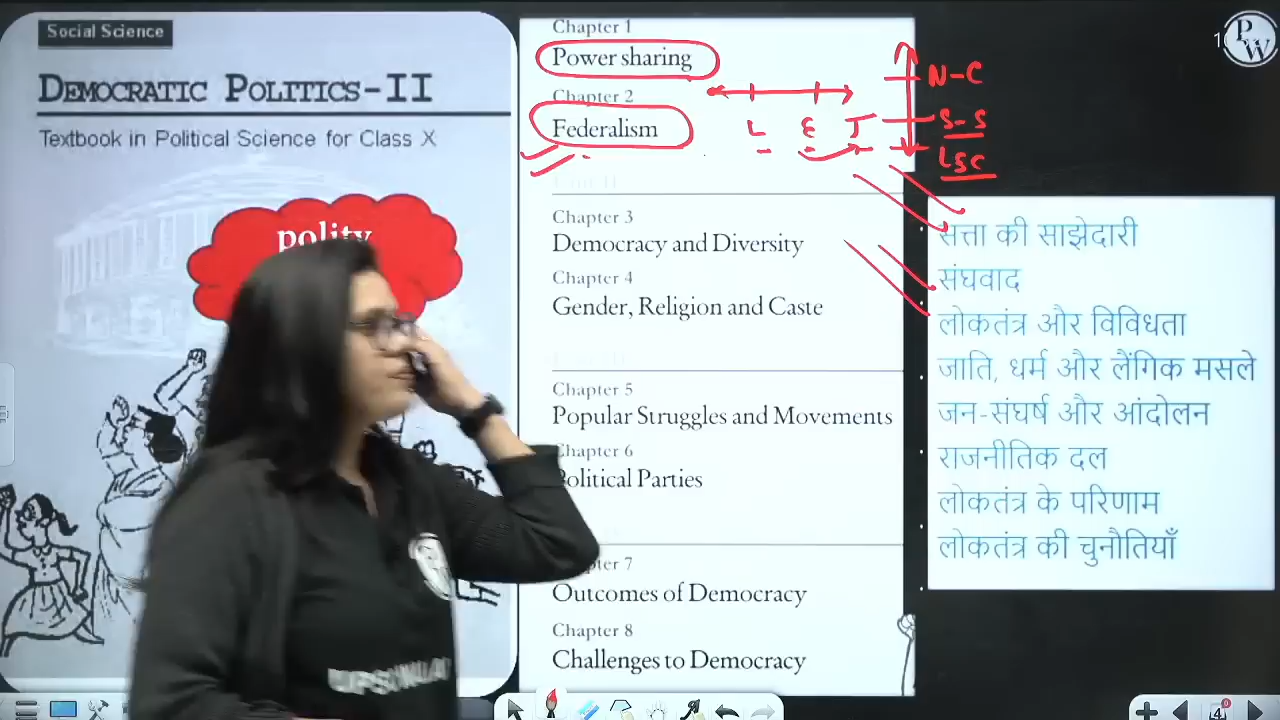 Social Science
DEMOCRATIC POLITICS-II
Textbook in Political Science for Class X
polity
Chapter 1
Power sharing
Chapter 2
Federalism
L E J
N-C
S-S
LSG
Chapter 3
Democracy and Diversity
Chapter 4
Gender, Religion and Caste
Chapter 5
Popular Struggles and Movements
Chapter 6
Political Parties
7
Outcomes of Democracy
Chapter 8
Challenges to Democracy
सत्ता की साझेदारी
संघवाद
लोकतंत्र और विविधता
जाति, धर्म और लैंगिक मसले
जन-संघर्ष और आंदोलन
राजनीतिक दल
लोकतंत्र के परिणाम
लोकतंत्र की चुनौतियाँ
PW
4